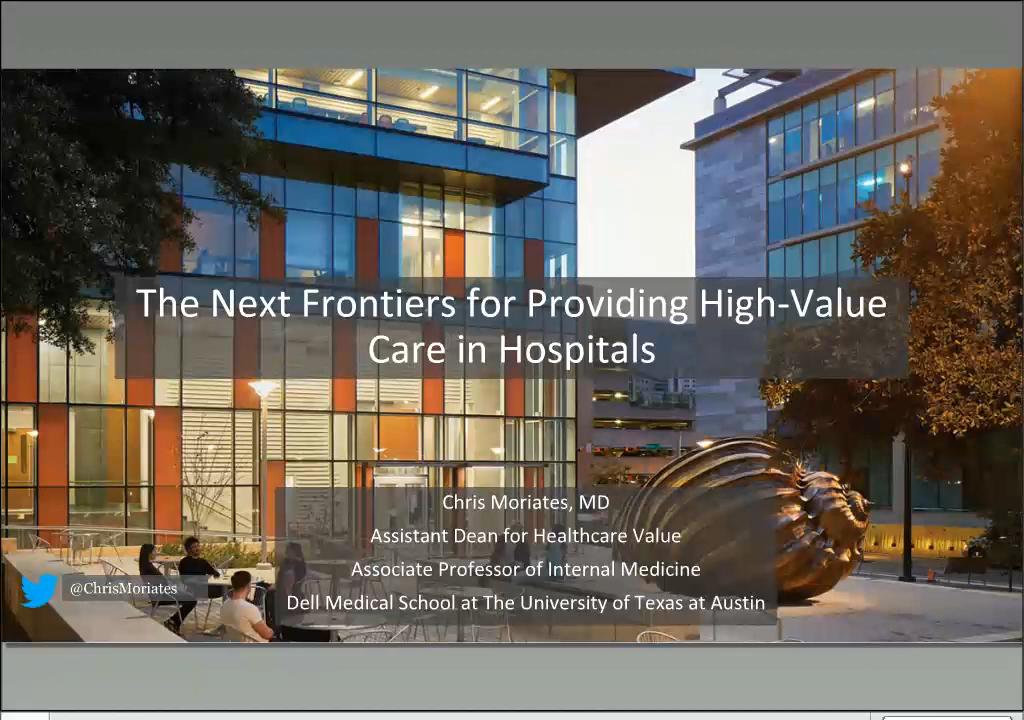 The Next Frontiers for Providing High-Value
Care in Hospitals
Chris Moriates, MD
Assistant Dean for Healthcare Value
Associate Professor of Internal Medicine
Dell Medical School at The University of Texas at Austin
@ChrisMoriates